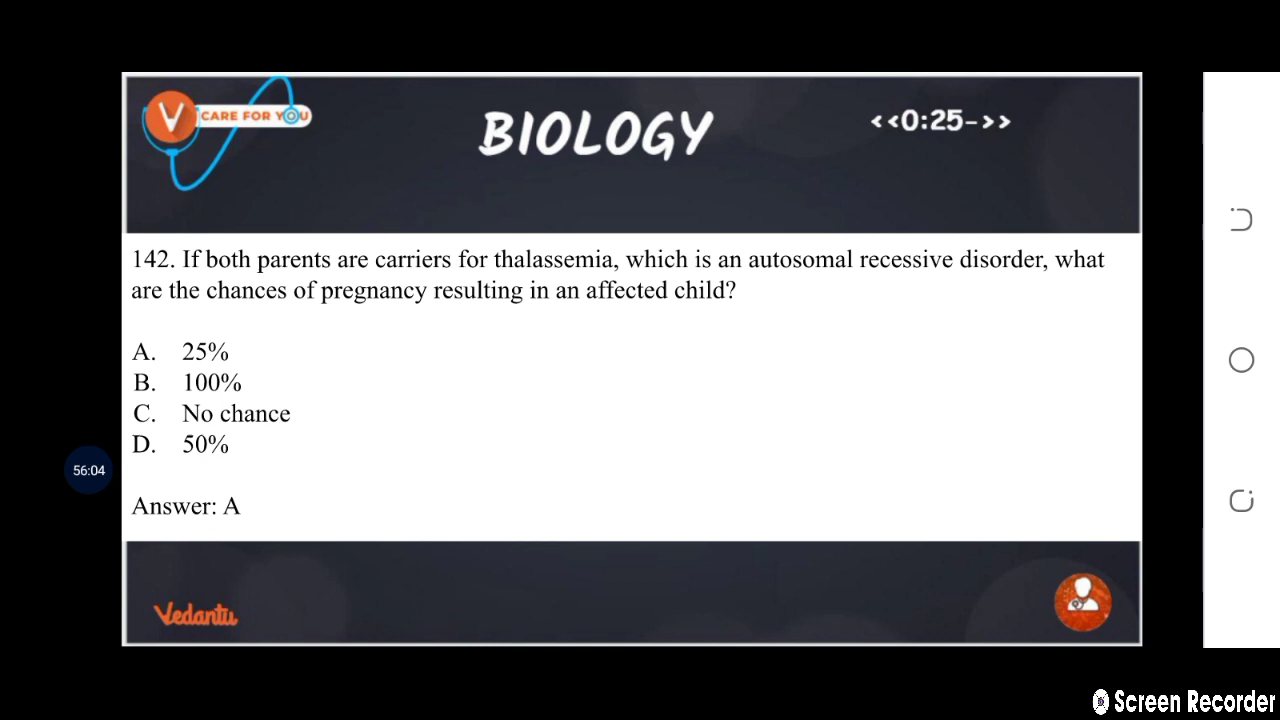 CARE FOR YOU
BIOLOGY
<<0:25->>
142. If both parents are carriers for thalassemia, which is an autosomal recessive disorder, what
are the chances of pregnancy resulting in an affected child?
A. 25%
B. 100%
C. No chance
D. 50%
56:04
Answer: A
Vedantu
Screen Recorder